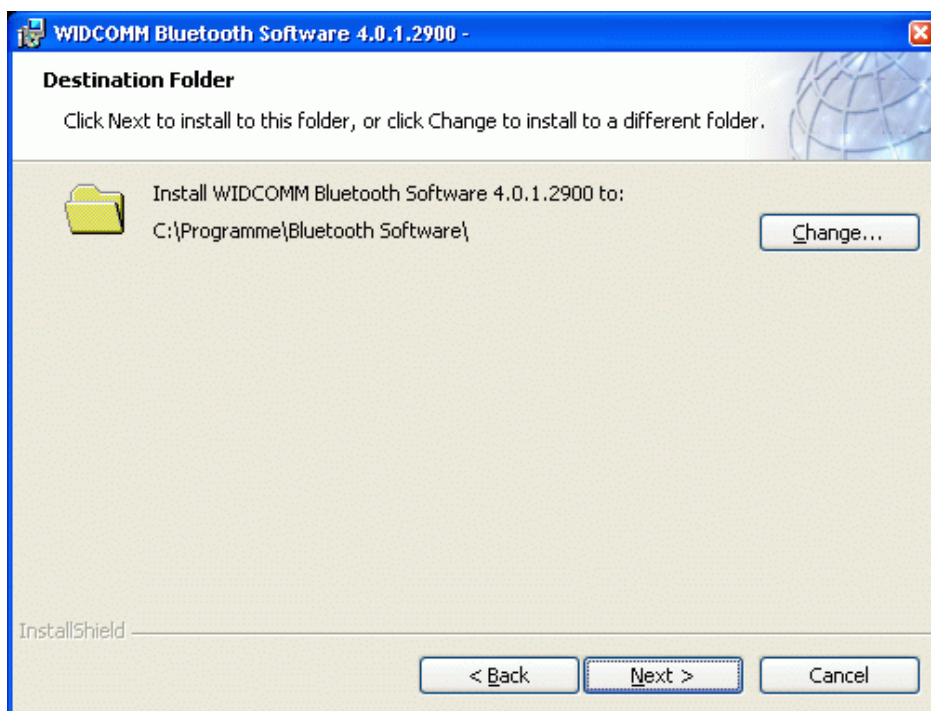 WIDCOMM Bluetooth Software 4.0.1.2900 -
Destination Folder
Click Next to install to this folder, or click Change to install to a different folder.
Install WIDCOMM Bluetooth Software 4.0.1.2900 to:
C:\Programme\Bluetooth Software\
Change...
InstallShield
< Back
Next >
Cancel